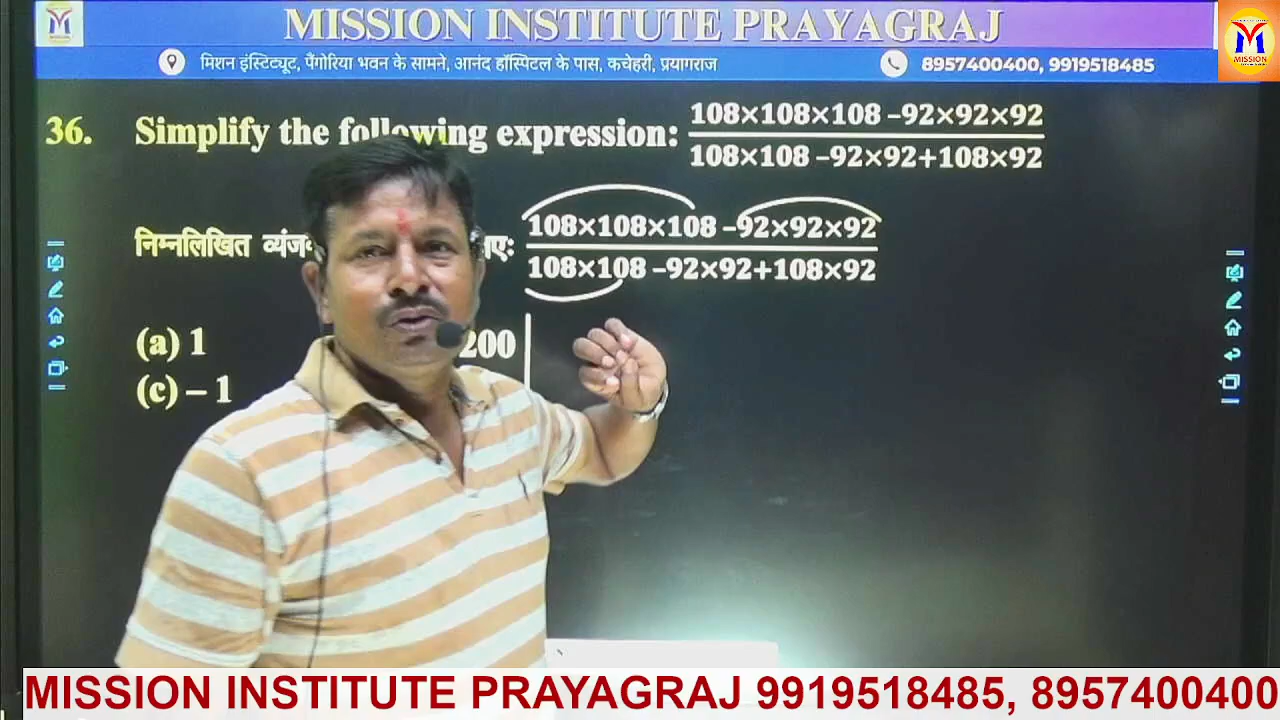 MISSION INSTITUTE PRAYAGRAJ
मिशन इंस्टिट्यूट, पैंगोरिया भवन के सामने, आनंद हॉस्पिटल के पास, कचेहरी, प्रयागराज
8957400400, 9919518485
MISSION
36. Simplify the following expression: 108×108×108 –92×92×92
108×108 –92×92+108×92
निम्नलिखित 108×108×108 –92×92×92
108×108 –92×92+108×92
(a) 1 200
(c) – 1
MISSION INSTITUTE PRAYAGRAJ 9919518485, 8957400400